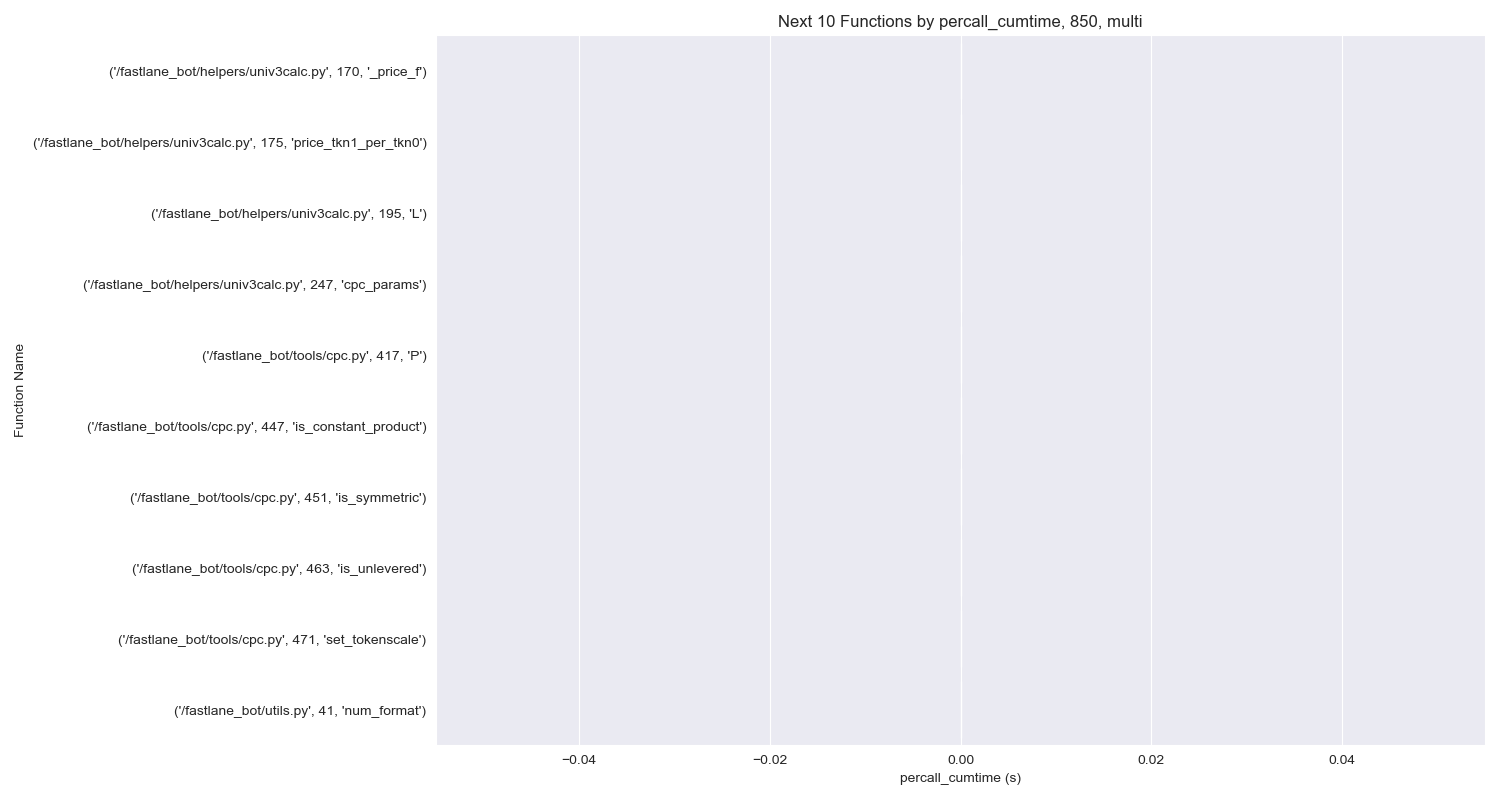 Next 10 Functions by percall_cumtime, 850, multi
('/fastlane_bot/helpers/univ3calc.py', 170, '_price_f')
('/fastlane_bot/helpers/univ3calc.py', 175, 'price_tkn1_per_tkn0')
('/fastlane_bot/helpers/univ3calc.py', 195, 'L')
('/fastlane_bot/helpers/univ3calc.py', 247, 'cpc_params')
('/fastlane_bot/tools/cpc.py', 417, 'P')
('/fastlane_bot/tools/cpc.py', 447, 'is_constant_product')
('/fastlane_bot/tools/cpc.py', 451, 'is_symmetric')
('/fastlane_bot/tools/cpc.py', 463, 'is_unlevered')
('/fastlane_bot/tools/cpc.py', 471, 'set_tokenscale')
('/fastlane_bot/utils.py', 41, 'num_format')
Function Name
−0.04 −0.02 0.00 0.02 0.04
percall_cumtime (s)